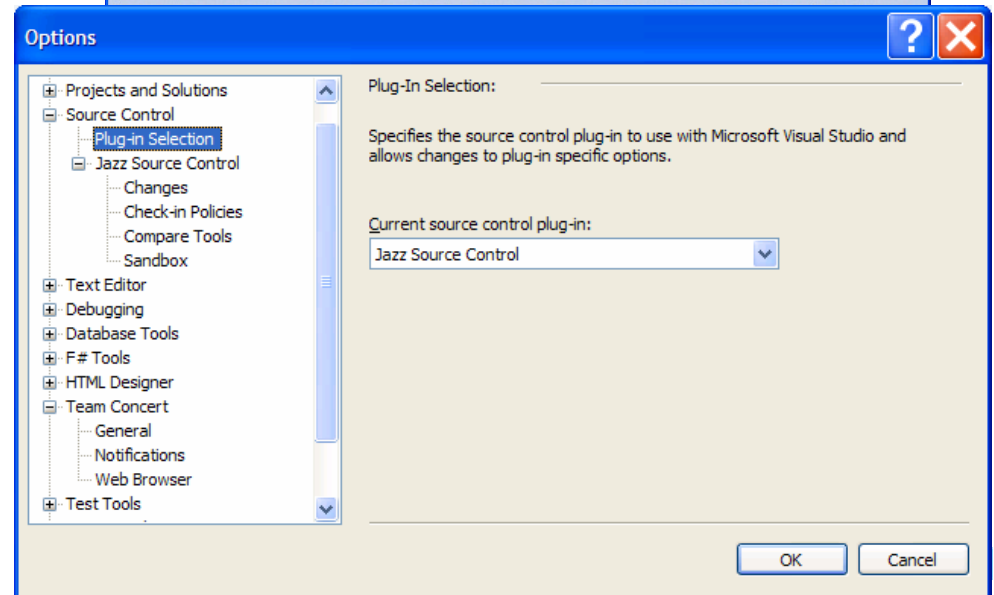 Options
Projects and Solutions
Source Control
Plug-in Selection
Jazz Source Control
Changes
Check-in Policies
Compare Tools
Sandbox
Text Editor
Debugging
Database Tools
F# Tools
HTML Designer
Team Concert
General
Notifications
Web Browser
Test Tools
Plug-In Selection:
Specifies the source control plug-in to use with Microsoft Visual Studio and
allows changes to plug-in specific options.
Current source control plug-in:
Jazz Source Control
OK
Cancel